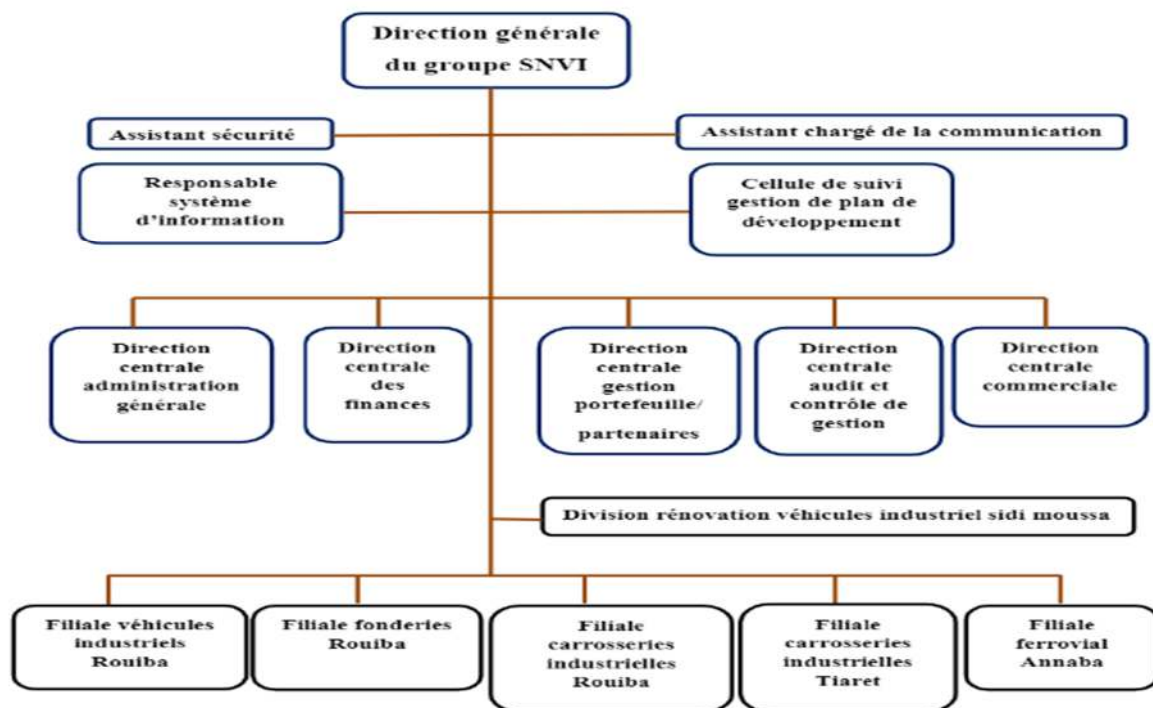 Direction générale
du groupe SNVI
Assistant sécurité
Assistant chargé de la communication
Responsable
système
d'information
Cellule de suivi
gestion de plan de
développement
Direction
centrale
administration
générale
Direction
centrale
des
finances
Direction
centrale
gestion
portefeuille/
partenaires
Direction
centrale
audit et
contrôle de
gestion
Direction
centrale
commerciale
Division rénovation véhicules industriel sidi moussa
Filiale véhicules
industriels
Rouiba
Filiale fonderies
Rouiba
Filiale
carrosseries
industrielles
Rouiba
Filiale
carrosseries
industrielles
Tiaret
Filiale
ferrovial
Annaba